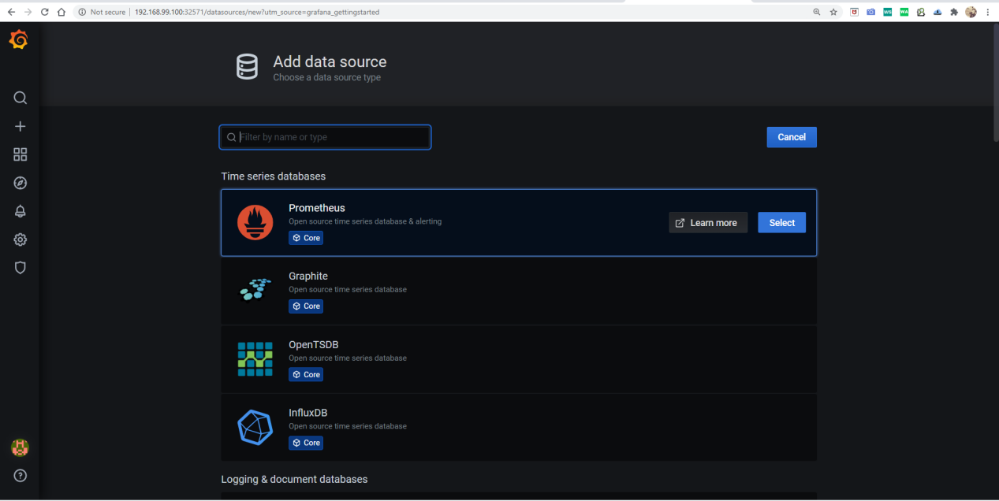 Not secure
192.168.99.100:32571/datasources/new?utm_source=grafana_gettingstarted
Add data source
Choose a data source type
Filter by name or type
Cancel
Time series databases
Prometheus
Open source time series database & alerting
Core
Learn more
Select
Graphite
Open source time series database
Core
OpenTSDB
Open source time series database
Core
InfluxDB
Open source time series database
Core
Logging & document databases